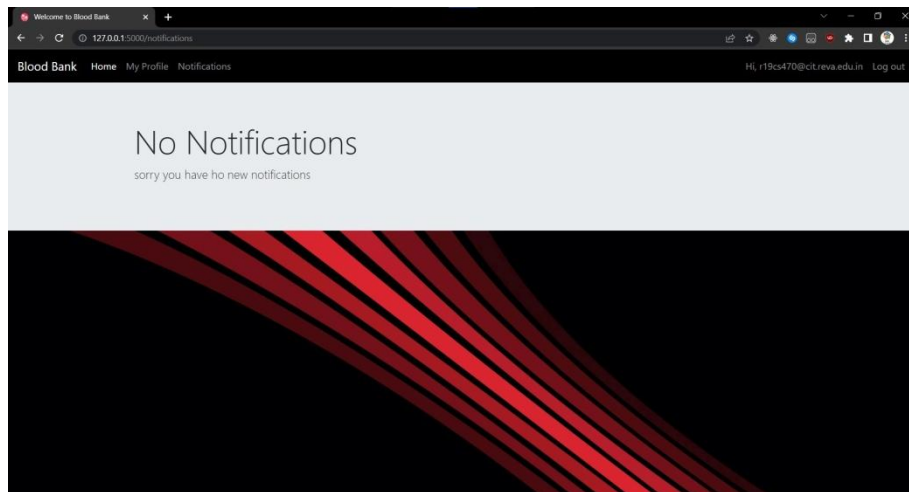 Welcome to Blood Bank
127.0.0.1:5000/notifications
Blood Bank Home My Profile Notifications Hi, r19cs470@cit.reva.edu.in Log out
No Notifications
sorry you have ho new notifications